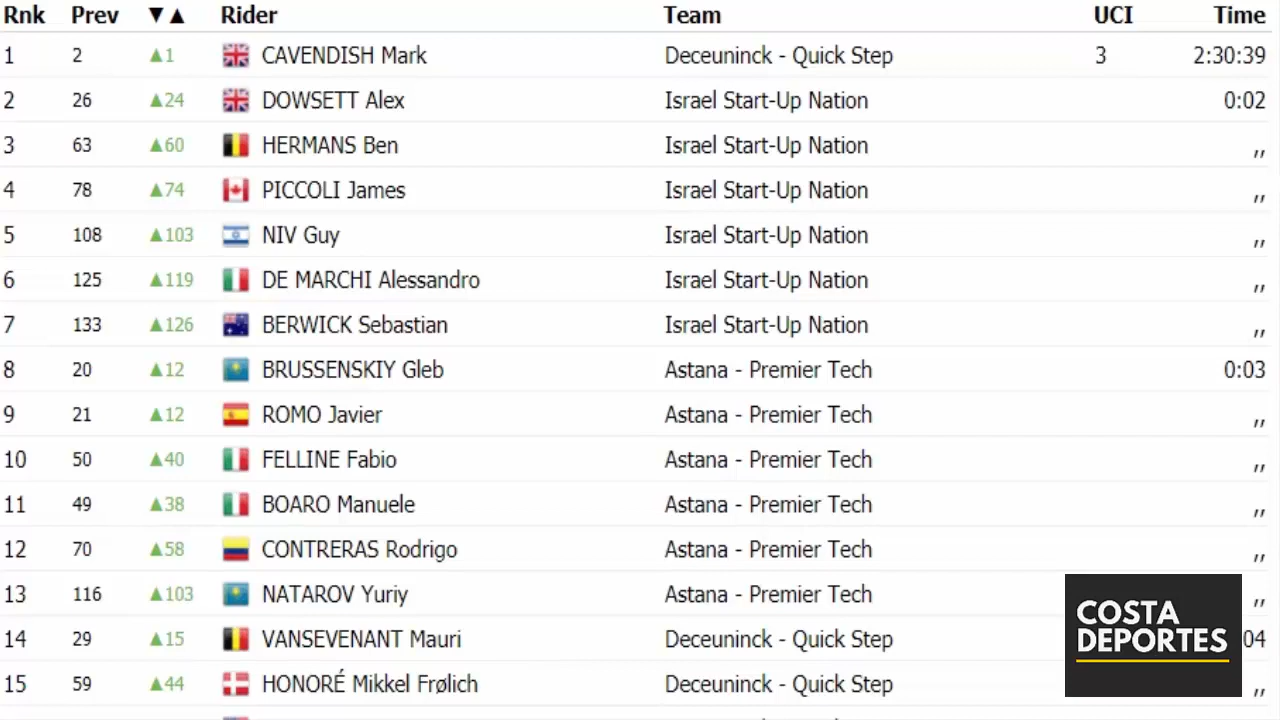 Rnk Prev ▼▲ Rider Team UCI Time
1 2 ▲1 CAVENDISH Mark Deceuninck - Quick Step 3 2:30:39
2 26 ▲24 DOWSETT Alex Israel Start-Up Nation 0:02
3 63 ▲60 HERMANS Ben Israel Start-Up Nation ,,
4 78 ▲74 PICCOLI James Israel Start-Up Nation ,,
5 108 ▲103 NIV Guy Israel Start-Up Nation ,,
6 125 ▲119 DE MARCHI Alessandro Israel Start-Up Nation ,,
7 133 ▲126 BERWICK Sebastian Israel Start-Up Nation ,,
8 20 ▲12 BRUSSENSKIY Gleb Astana - Premier Tech 0:03
9 21 ▲12 ROMO Javier Astana - Premier Tech ,,
10 50 ▲40 FELLINE Fabio Astana - Premier Tech ,,
11 49 ▲38 BOARO Manuele Astana - Premier Tech ,,
12 70 ▲58 CONTRERAS Rodrigo Astana - Premier Tech ,,
13 116 ▲103 NATAROV Yuriy Astana - Premier Tech ,,
14 29 ▲15 VANSEVENANT Mauri Deceuninck - Quick Step 04
15 59 ▲44 HONORÉ Mikkel Frølich Deceuninck - Quick Step ,,
COSTA
DEPORTES